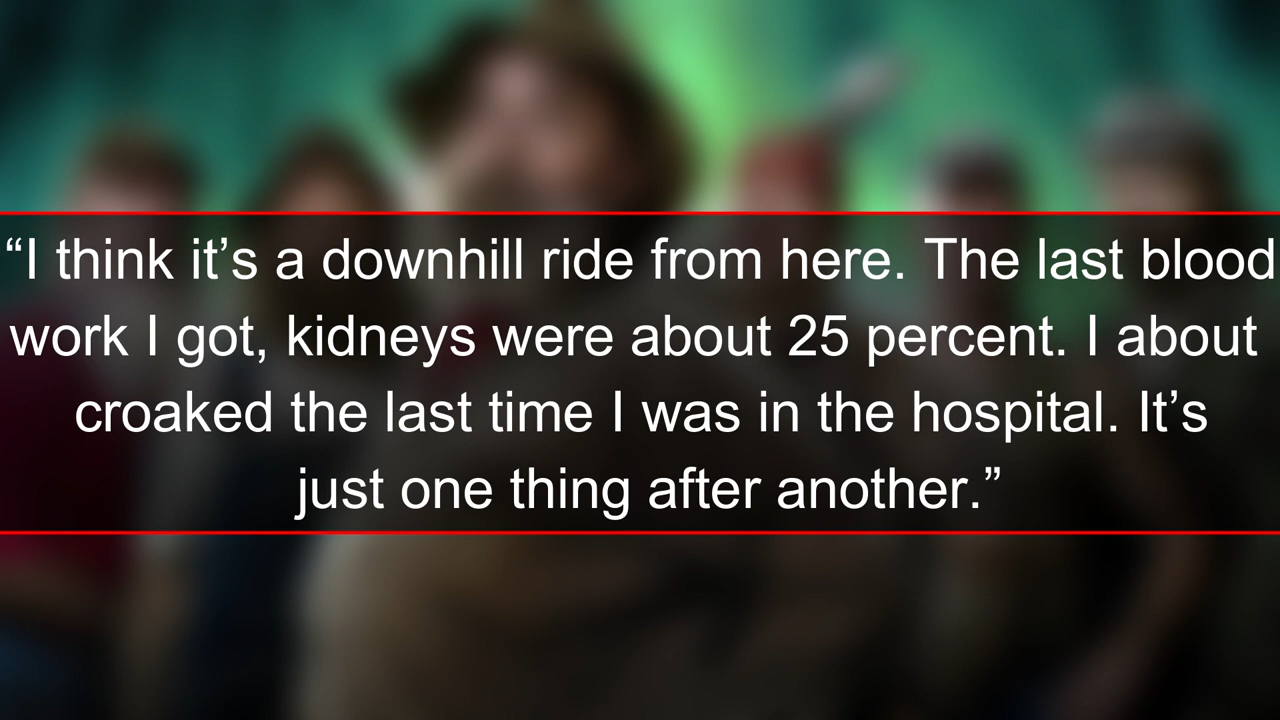 “I think it’s a downhill ride from here. The last blood
work I got, kidneys were about 25 percent. I about
croaked the last time I was in the hospital. It’s
just one thing after another.”